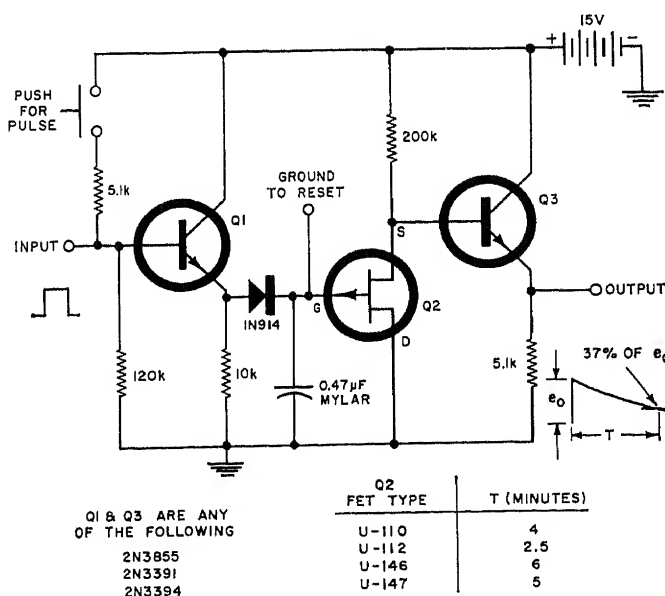 15V
+
-
PUSH
FOR
PULSE
5.1k
INPUT
120k
Q1
1N914
10k
GROUND
TO RESET
0.47µF
MYLAR
200k
S
G
D
Q2
Q3
OUTPUT
5.1k
37% OF e₀
e₀
T
Q1 & Q3 ARE ANY
OF THE FOLLOWING
2N3855
2N3391
2N3394
Q2
FET TYPE T (MINUTES)
U-110 4
U-112 2.5
U-146 6
U-147 5